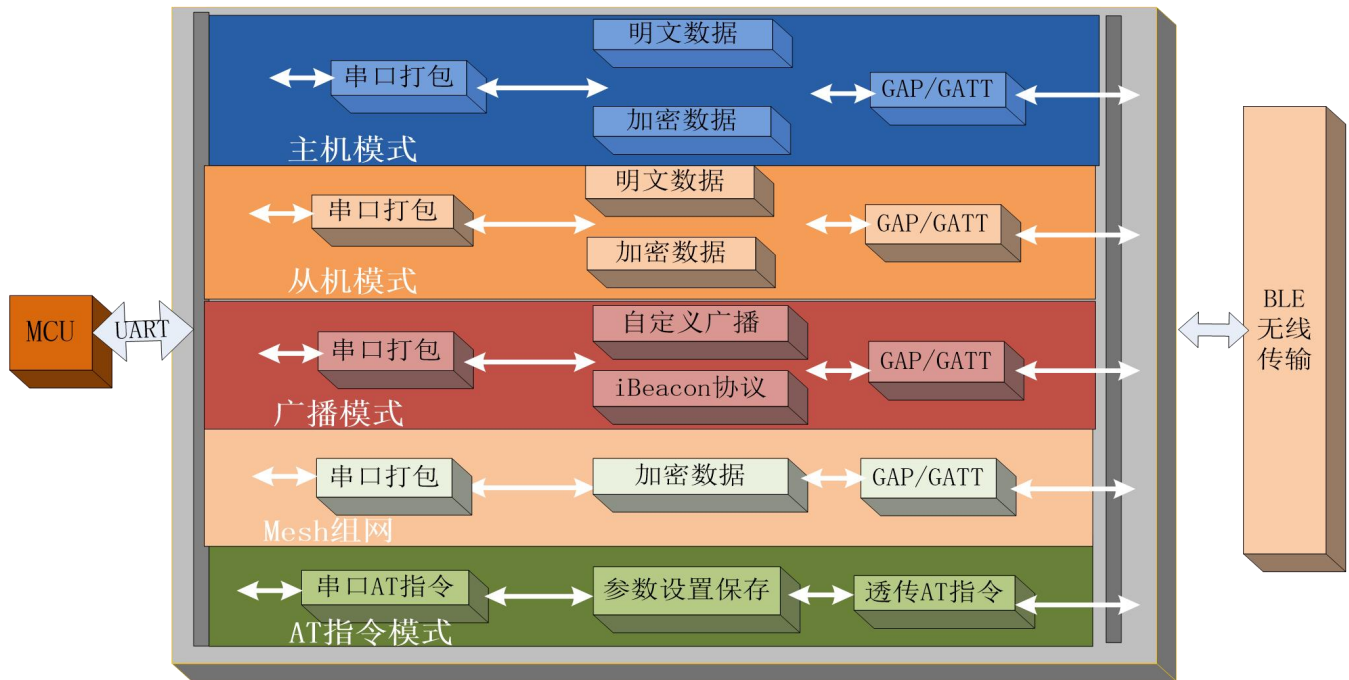 明文数据
串口打包
GAP/GATT
加密数据
主机模式
明文数据
串口打包
GAP/GATT
加密数据
从机模式
MCU
UART
自定义广播
串口打包
GAP/GATT
iBeacon协议
广播模式
BLE
无线
传输
串口打包
加密数据
GAP/GATT
Mesh组网
串口AT指令
参数设置保存
透传AT指令
AT指令模式